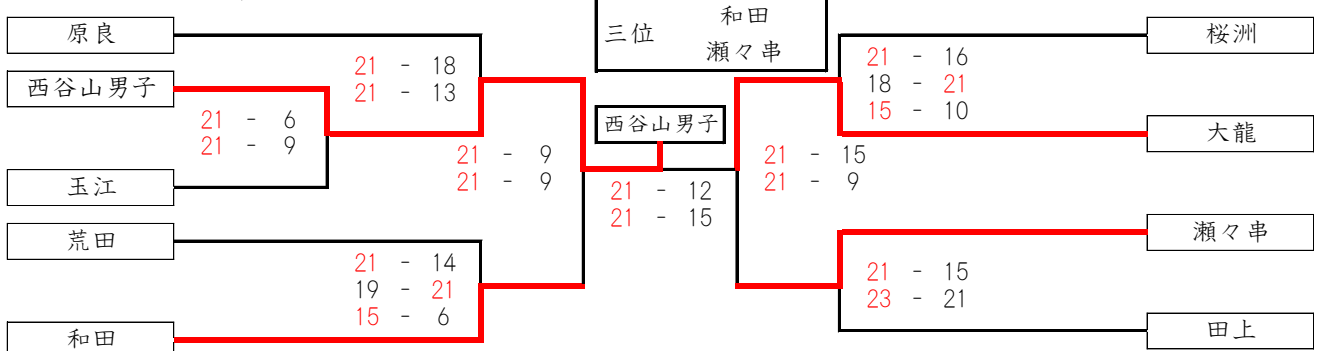 三位
和田
瀬々串
原良
西谷山男子
21 - 6
21 - 9
玉江
21 - 18
21 - 13
荒田
和田
21 - 14
19 - 21
15 - 6
21 - 9
21 - 9
西谷山男子
21 - 12
21 - 15
21 - 15
21 - 9
桜洲
21 - 16
18 - 21
15 - 10
大龍
瀬々串
21 - 15
23 - 21
田上